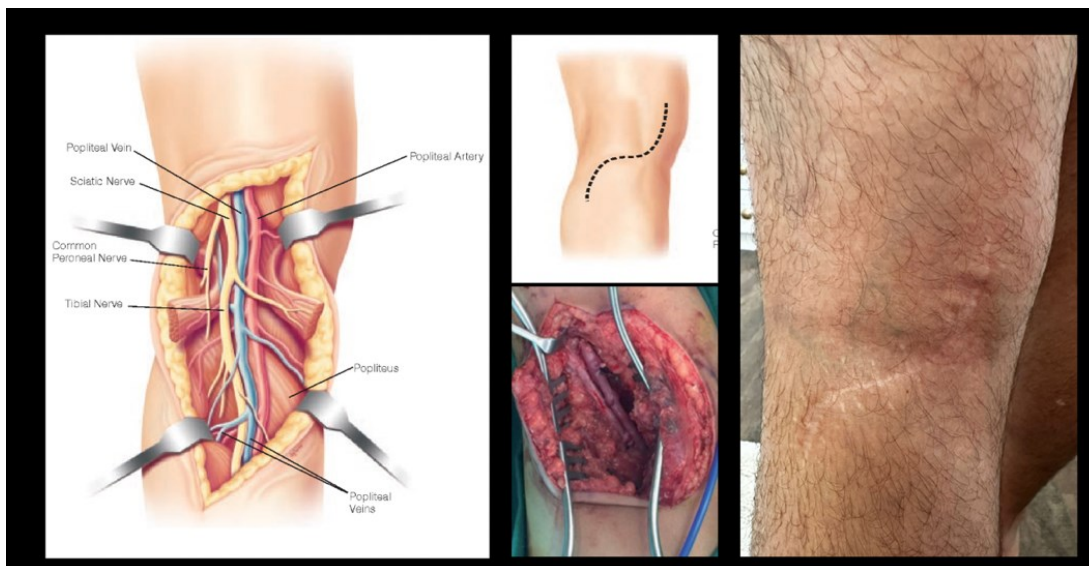 Popliteal Vein
Sciatic Nerve
Common
Peroneal Nerve
Tibial Nerve
Popliteal Artery
Popliteus
Popliteal
Veins